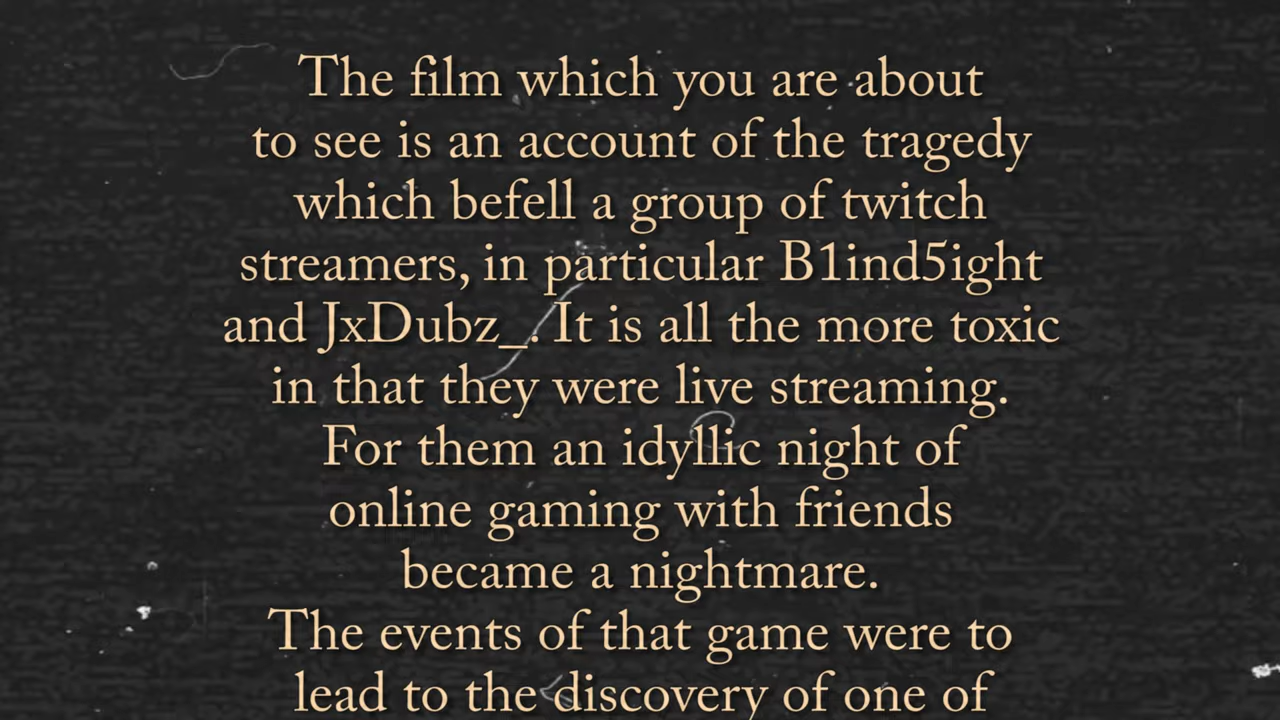 The film which you are about
to see is an account of the tragedy
which befell a group of twitch
streamers, in particular B1ind5ight
and JxDubz_. It is all the more toxic
in that they were live streaming.
For them an idyllic night of
online gaming with friends
became a nightmare.
The events of that game were to
lead to the discovery of one of